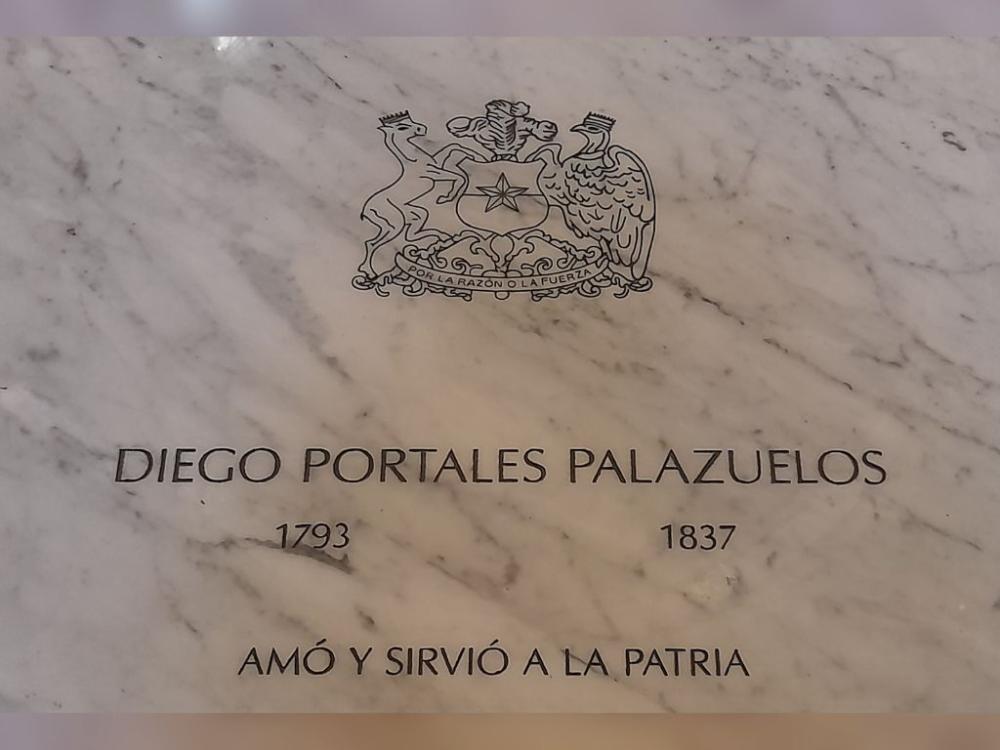 POR LA RAZÓN O LA FUERZA
DIEGO PORTALES PALAZUELOS
1793 1837
AMÓ Y SIRVIÓ A LA PATRIA